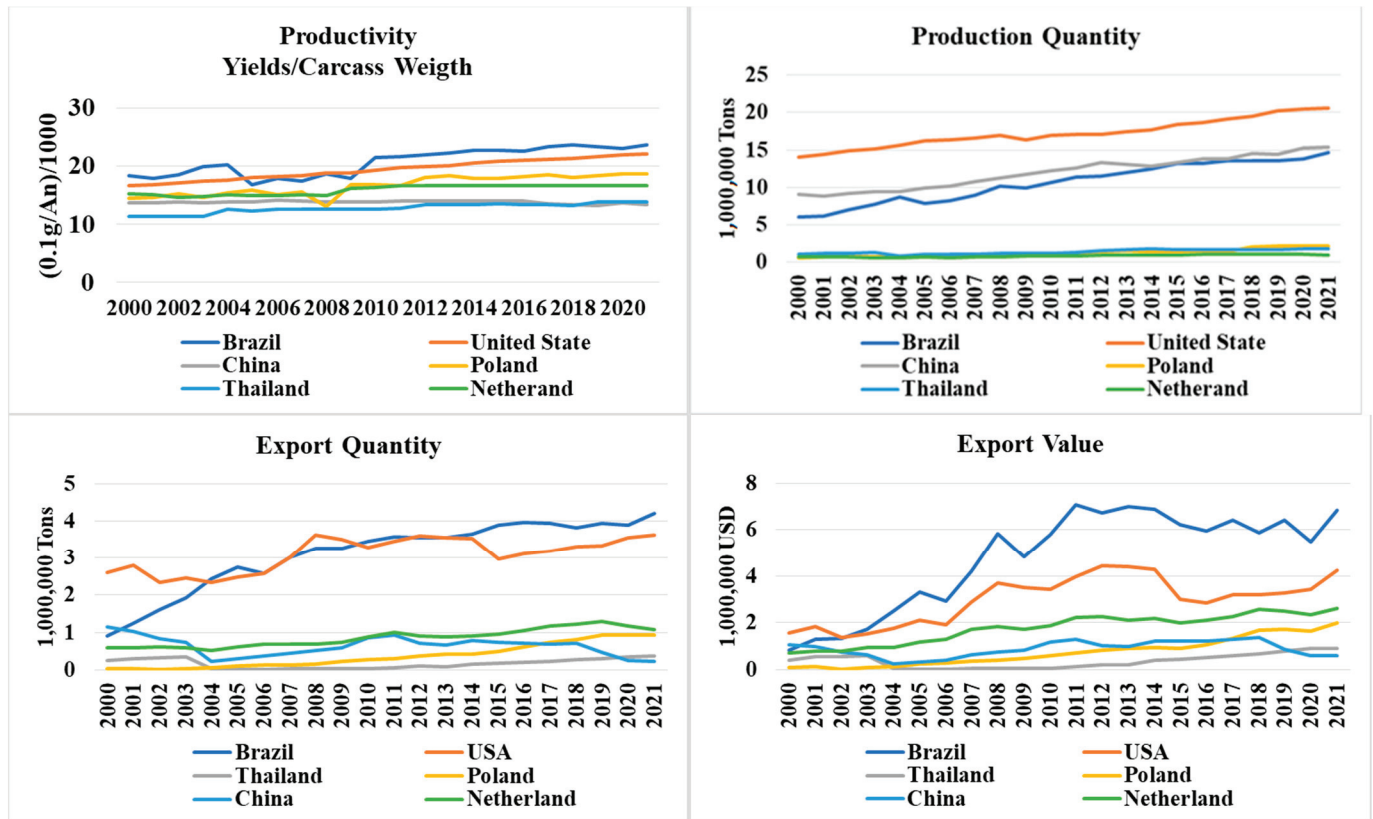 Productivity
Yields/Carcass Weigth
(0.1g/An)/1000
30
20
10
0
2000 2002 2004 2006 2008 2010 2012 2014 2016 2018 2020
Brazil United State
China Poland
Thailand Netherand
Production Quantity
1,000,000 Tons
25
20
15
10
5
0
2000 2001 2002 2003 2004 2005 2006 2007 2008 2009 2010 2011 2012 2013 2014 2015 2016 2017 2018 2019 2020 2021
Brazil United State
China Poland
Thailand Netherand
Export Quantity
1,000,000 Tons
5
4
3
2
1
0
2000 2001 2002 2003 2004 2005 2006 2007 2008 2009 2010 2011 2012 2013 2014 2015 2016 2017 2018 2019 2020 2021
Brazil USA
Thailand Poland
China Netherland
Export Value
1,000,000 USD
8
6
4
2
0
2000 2001 2002 2003 2004 2005 2006 2007 2008 2009 2010 2011 2012 2013 2014 2015 2016 2017 2018 2019 2020 2021
Brazil USA
Thailand Poland
China Netherland